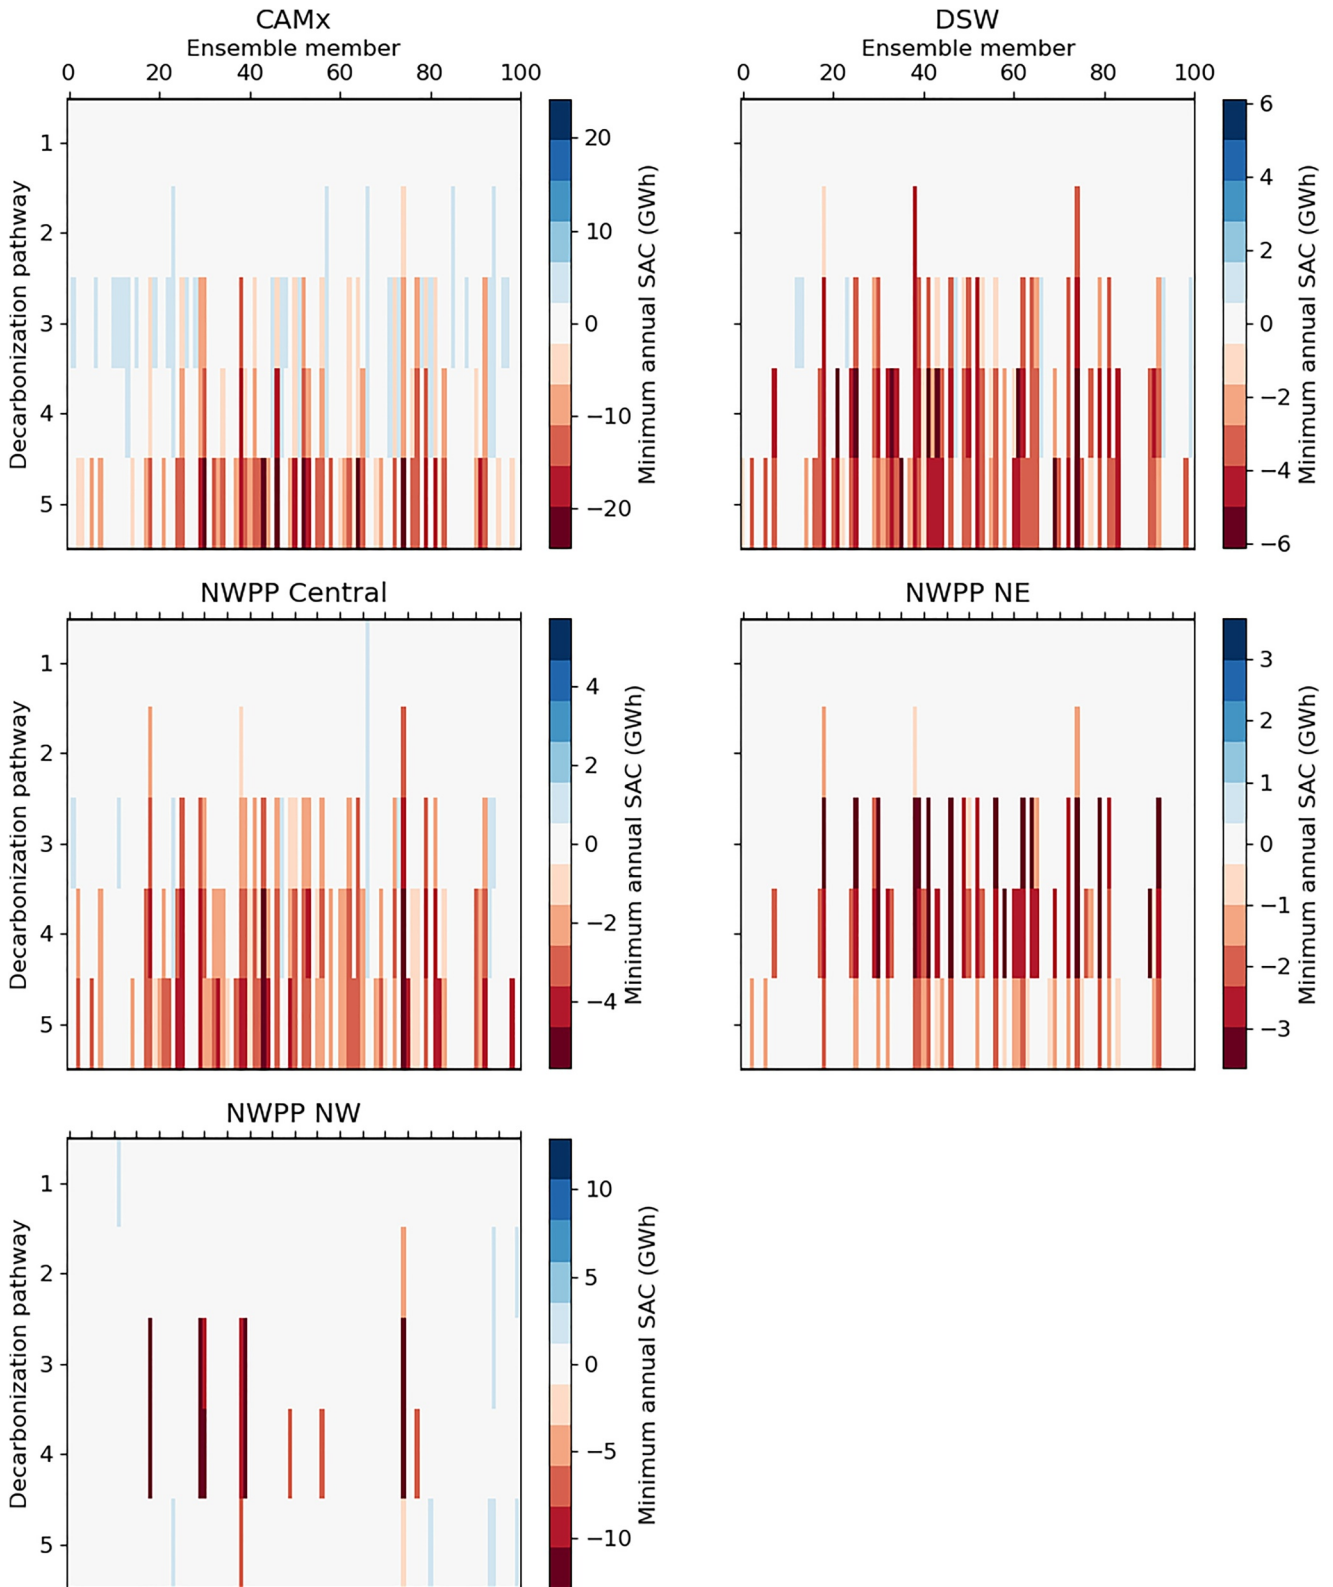 CAMx
Ensemble member
0 20 40 60 80 100
Decarbonization pathway
1
2
3
4
5
20
10
0
−10
−20
Minimum annual SAC (GWh)
DSW
Ensemble member
0 20 40 60 80 100
6
4
2
0
−2
−4
−6
Minimum annual SAC (GWh)
NWPP Central
Decarbonization pathway
1
2
3
4
5
4
2
0
−2
−4
Minimum annual SAC (GWh)
NWPP NE
3
2
1
0
−1
−2
−3
Minimum annual SAC (GWh)
NWPP NW
Decarbonization pathway
1
2
3
4
5
10
5
0
−5
−10
Minimum annual SAC (GWh)